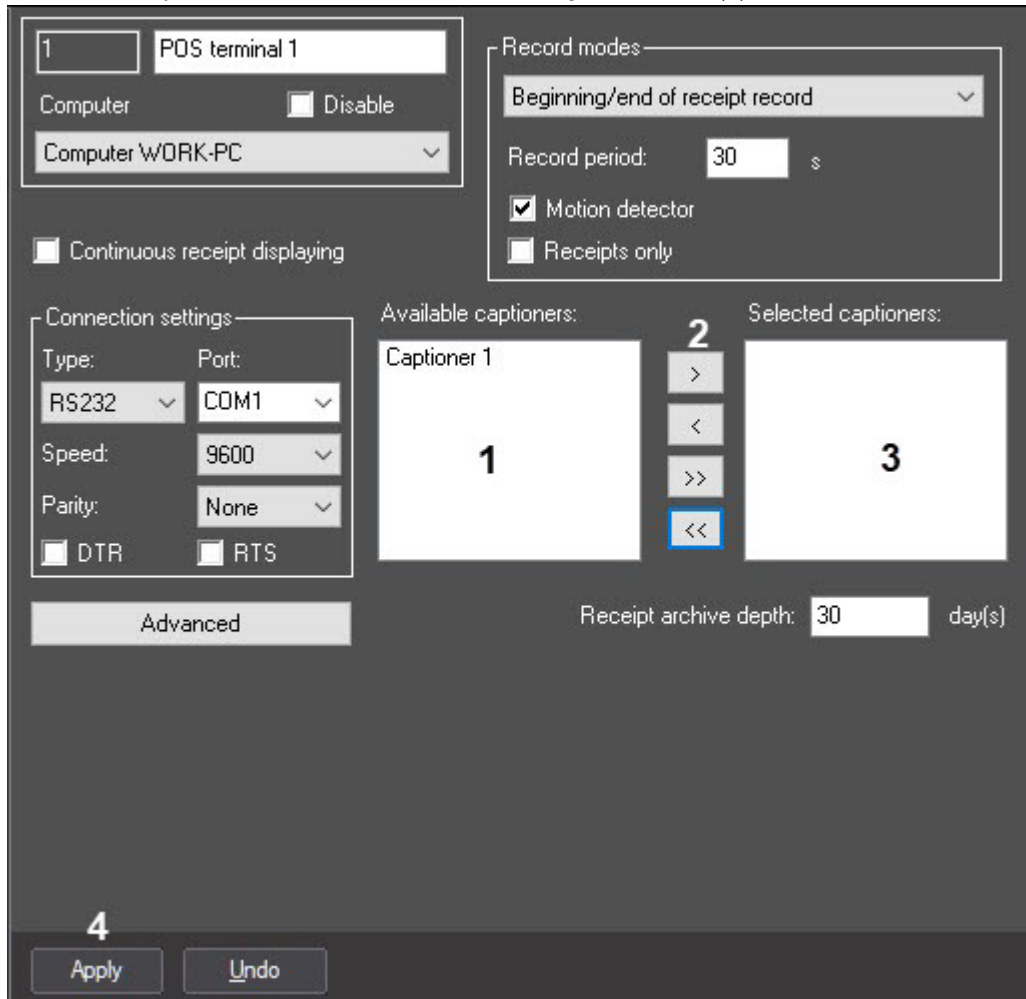 1 POS terminal 1
Computer Disable
Computer WORK-PC
Continuous receipt displaying
Record modes
Beginning/end of receipt record
Record period: 30 s
Motion detector
Receipts only
Connection settings
Type: Port:
RS232 COM1
Speed: 9600
Parity: None
DTR RTS
Advanced
Available captioners:
Captioner 1
1
2
>
<
>>
<<
Selected captioners:
3
Receipt archive depth: 30 day(s)
4
Apply Undo